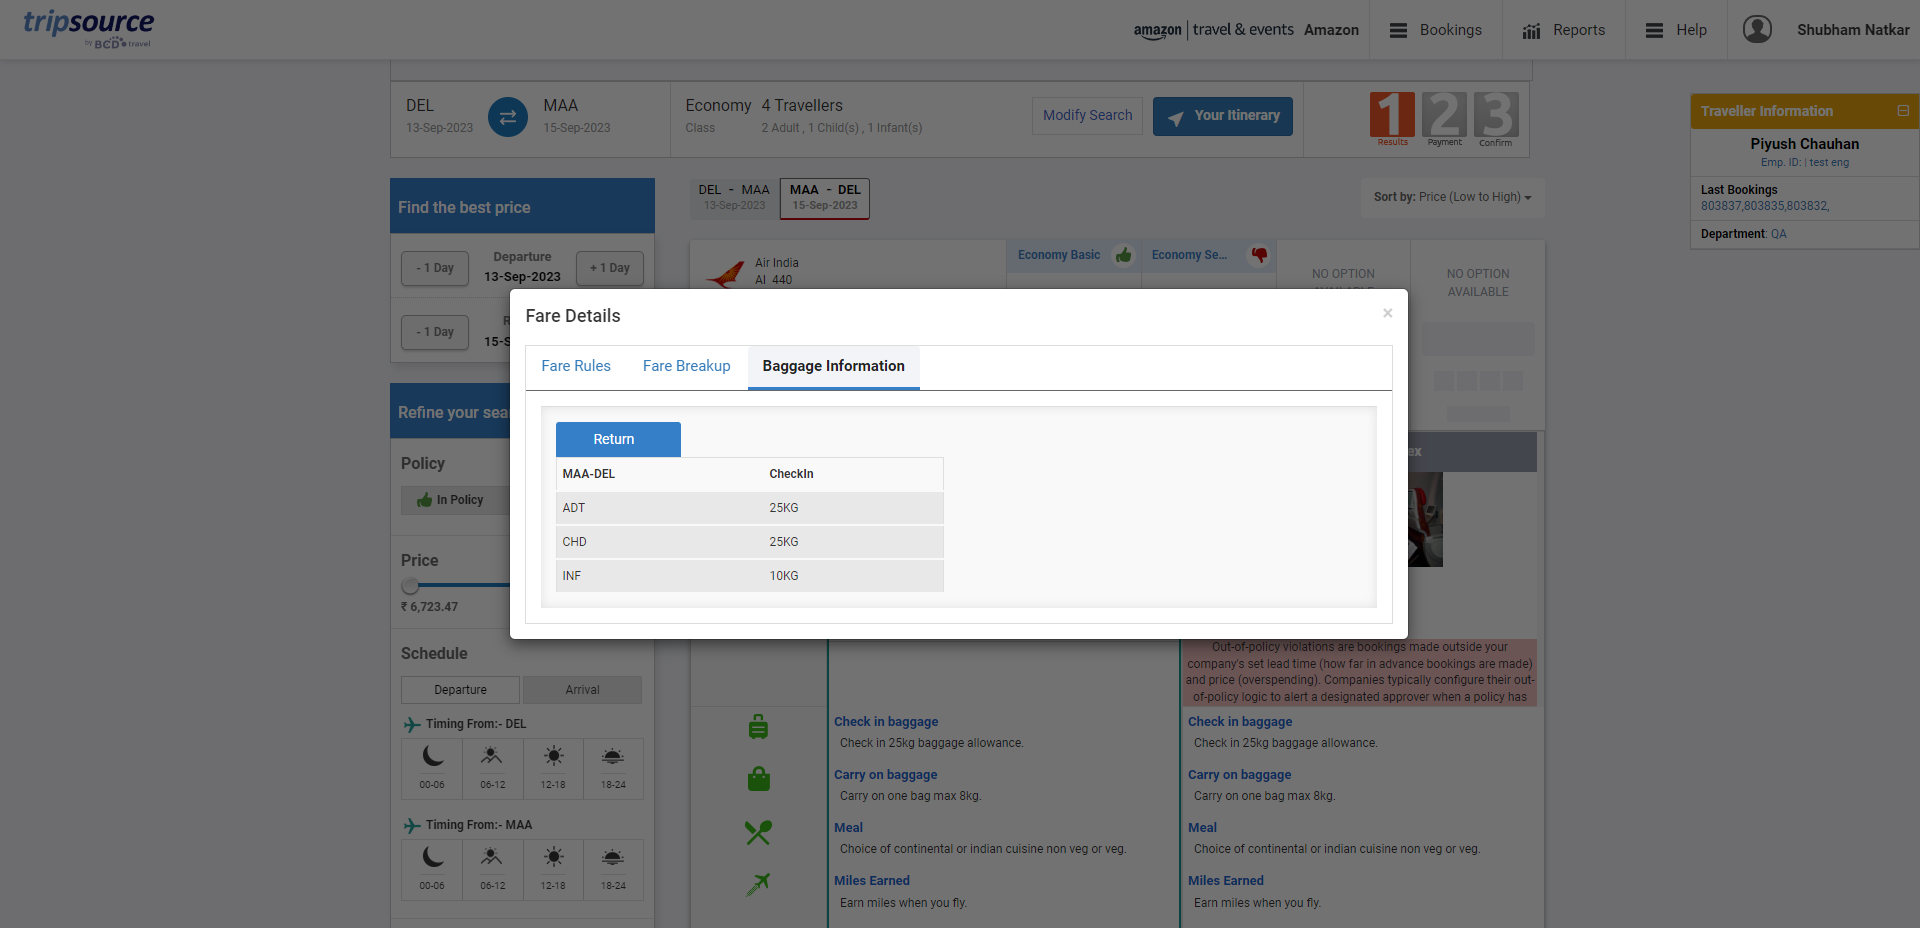 tripsource
by BCD travel
amazon | travel & events Amazon
Bookings
Reports
Help
Shubham Natkar
DEL
13-Sep-2023
MAA
15-Sep-2023
Economy
Class
4 Travellers
2 Adult , 1 Child(s) , 1 Infant(s)
Modify Search
Your Itinerary
1
Results
2
Payment
3
Confirm
Traveller Information
Piyush Chauhan
Emp. ID: | test eng
Last Bookings
803837,803835,803832,
Department: QA
Find the best price
- 1 Day
Departure
13-Sep-2023
+ 1 Day
- 1 Day
R
15-S
DEL - MAA
13-Sep-2023
MAA - DEL
15-Sep-2023
Sort by: Price (Low to High)
Air India
AI 440
Economy Basic
Economy Se...
NO OPTION
AVAILABLE
NO OPTION
AVAILABLE
Fare Details
×
Fare Rules
Fare Breakup
Baggage Information
Return
MAA-DEL CheckIn
ADT 25KG
CHD 25KG
INF 10KG
Refine your sea
Policy
In Policy
Price
₹ 6,723.47
Schedule
Departure
Arrival
Timing From:- DEL
00-06
06-12
12-18
18-24
Timing From:- MAA
00-06
06-12
12-18
18-24
ex
Out-of-policy violations are bookings made outside your
company's set lead time (how far in advance bookings are made)
and price (overspending). Companies typically configure their out-
of-policy logic to alert a designated approver when a policy has
Check in baggage
Check in 25kg baggage allowance.
Carry on baggage
Carry on one bag max 8kg.
Meal
Choice of continental or indian cuisine non veg or veg.
Miles Earned
Earn miles when you fly.
Check in baggage
Check in 25kg baggage allowance.
Carry on baggage
Carry on one bag max 8kg.
Meal
Choice of continental or indian cuisine non veg or veg.
Miles Earned
Earn miles when you fly.